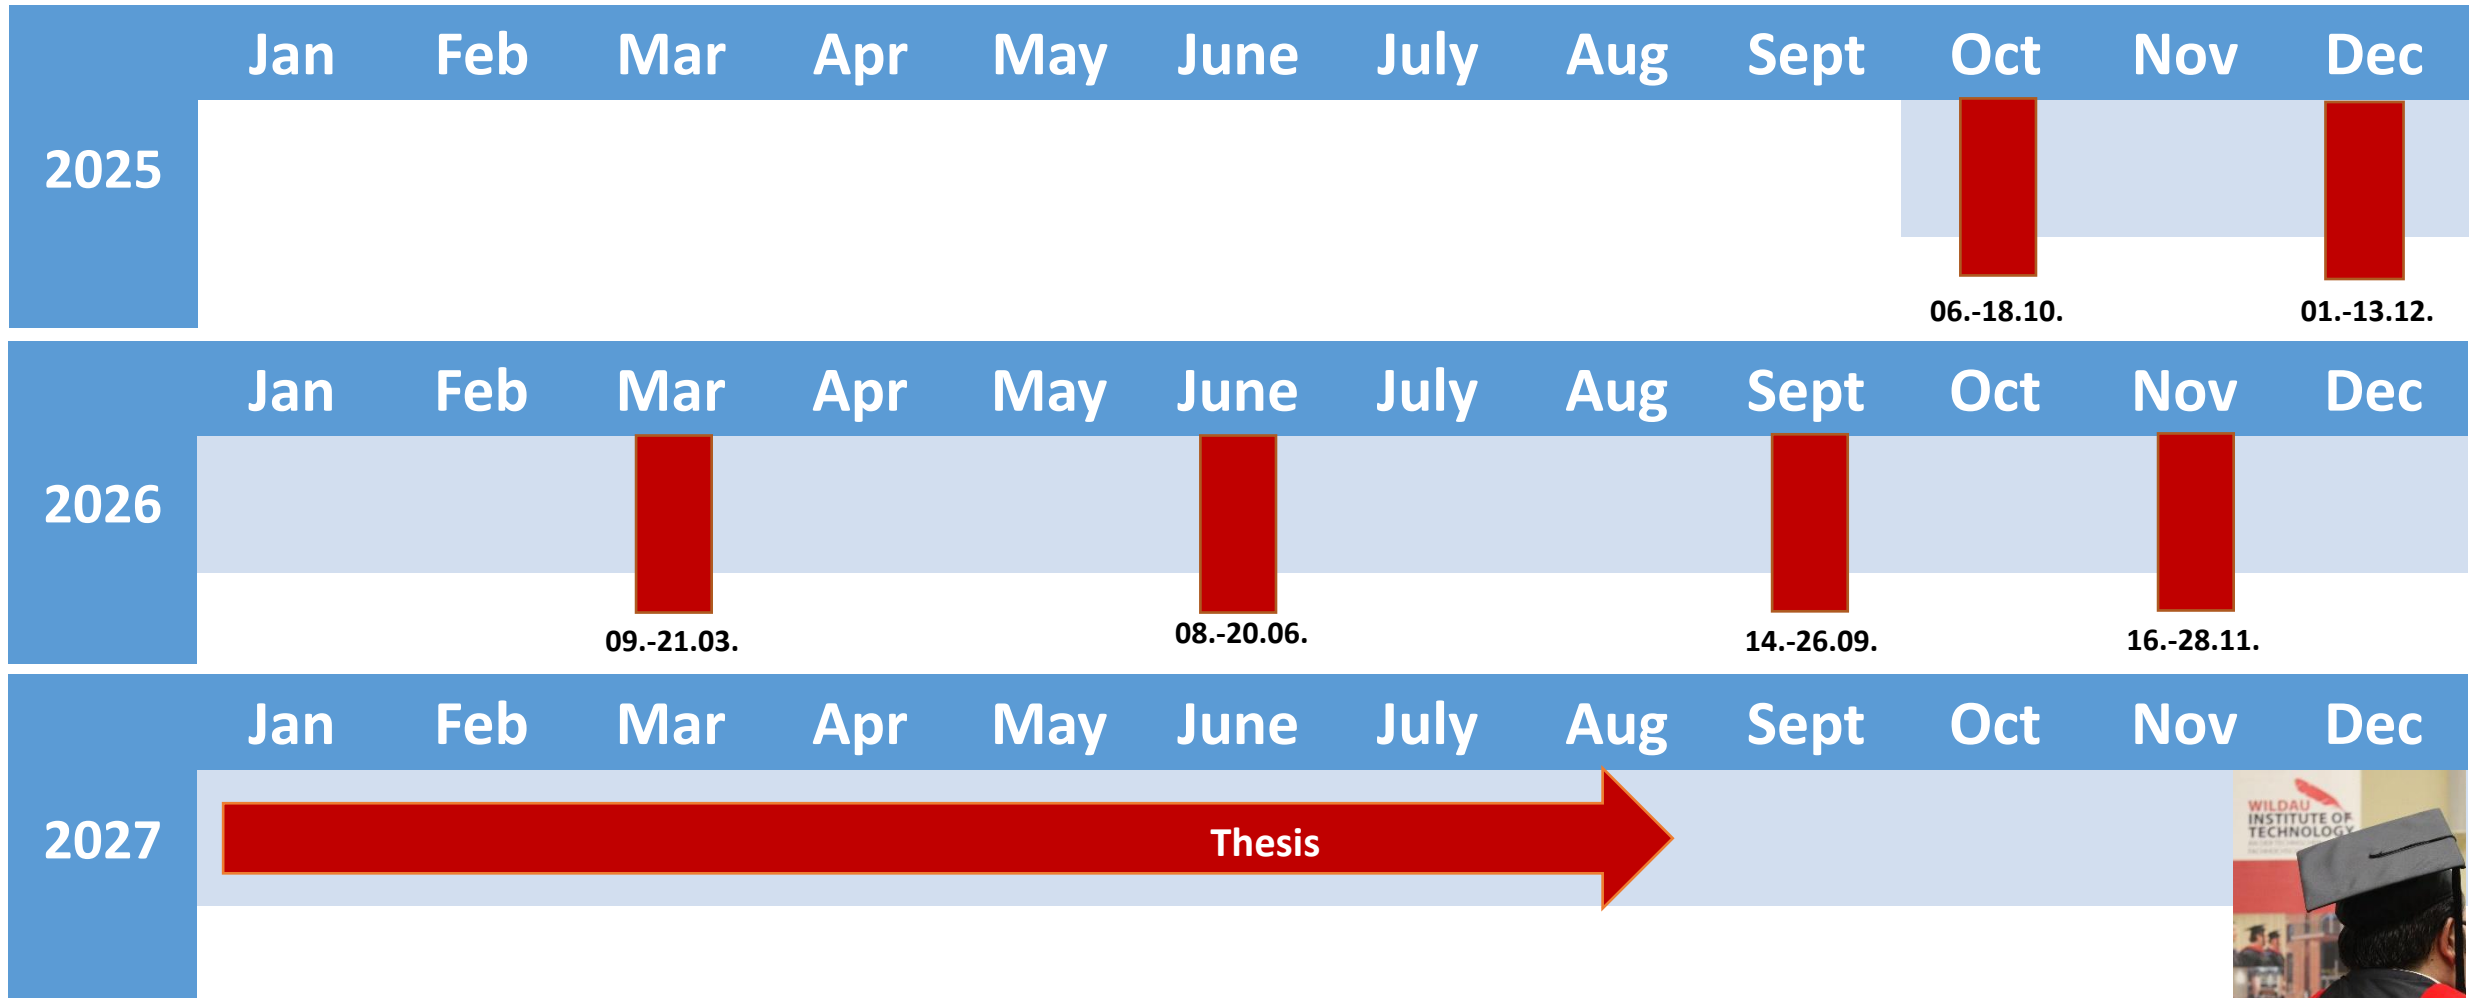 Jan Feb Mar Apr May June July Aug Sept Oct Nov Dec
2025
06.-18.10. 01.-13.12.
Jan Feb Mar Apr May June July Aug Sept Oct Nov Dec
2026
09.-21.03. 08.-20.06. 14.-26.09. 16.-28.11.
Jan Feb Mar Apr May June July Aug Sept Oct Nov Dec
2027
Thesis
WILDAU
INSTITUTE OF
TECHNOLOGY